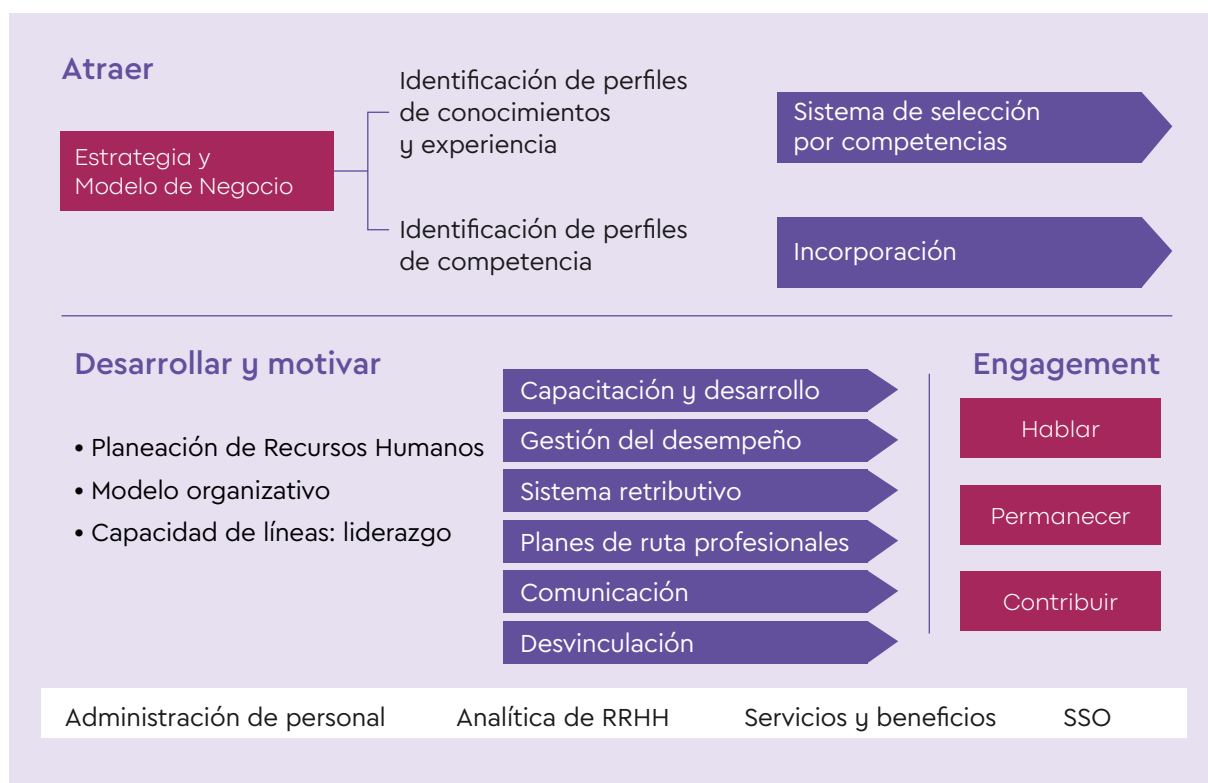 Atraer
Estrategia y
Modelo de Negocio
Identificación de perfiles
de conocimientos
y experiencia
Identificación de perfiles
de competencia
Sistema de selección
por competencias
Incorporación
Desarrollar y motivar
• Planeación de Recursos Humanos
• Modelo organizativo
• Capacidad de líneas: liderazgo
Capacitación y desarrollo
Gestión del desempeño
Sistema retributivo
Planes de ruta profesionales
Comunicación
Desvinculación
Engagement
Hablar
Permanecer
Contribuir
Administración de personal
Analítica de RRHH
Servicios y beneficios
SSO